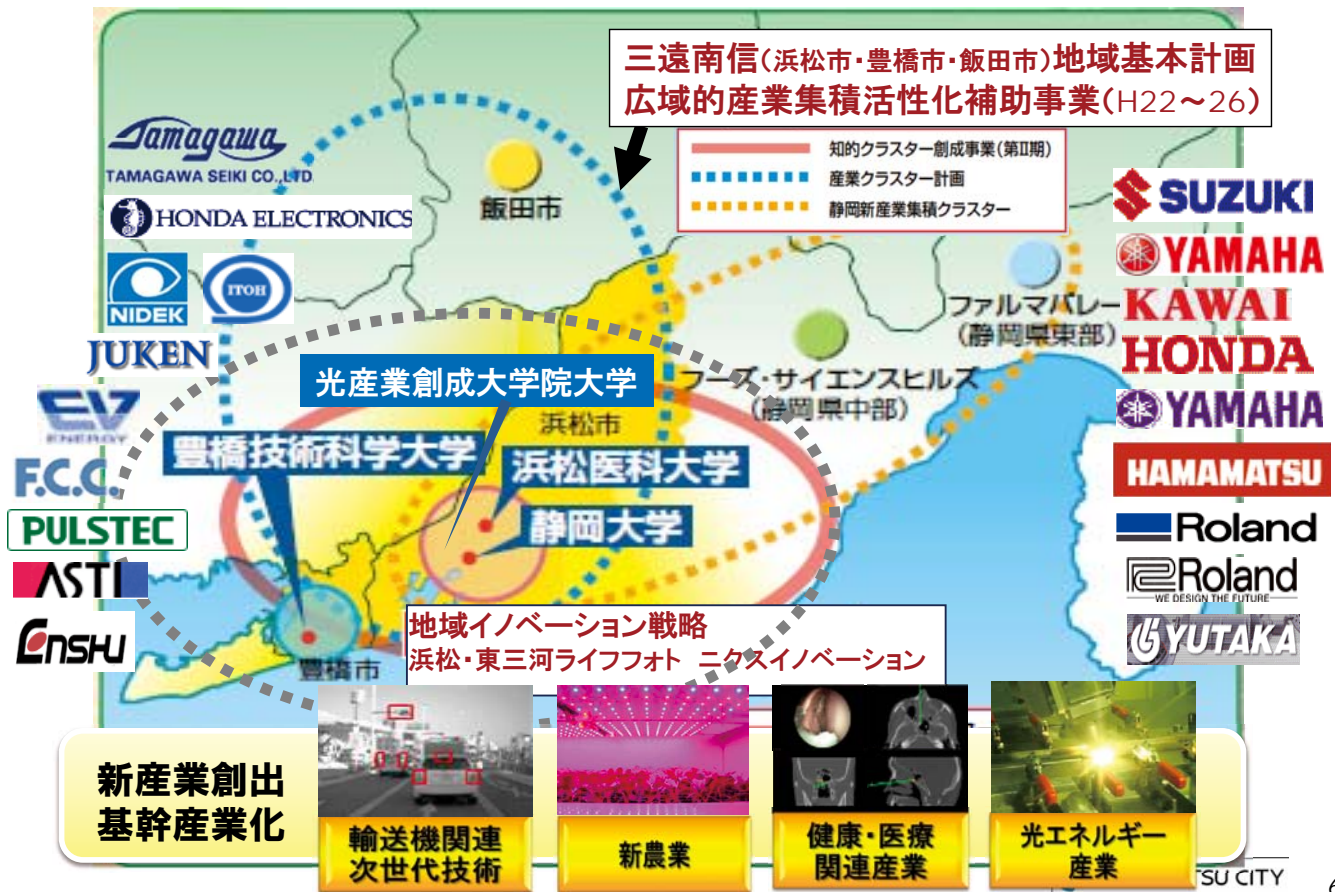 三遠南信(浜松市・豊橋市・飯田市)地域基本計画
広域的産業集積活性化補助事業(H22～26)
知的クラスター創成事業(第Ⅱ期)
産業クラスター計画
静岡新産業集積クラスター
Tamagawa
TAMAGAWA SEIKI CO.,LTD.
HONDA ELECTRONICS
NIDEK
ITOH
JUKEN
EV
ENERGY
F.C.C.
PULSTEC
ASTI
ENSHU
飯田市
ファルマバレー
(静岡県東部)
フーズ・サイエンスヒルズ
(静岡県中部)
光産業創成大学院大学
浜松市
豊橋技術科学大学
浜松医科大学
静岡大学
豊橋市
地域イノベーション戦略
浜松・東三河ライフフォト ニクスイノベーション
SUZUKI
YAMAHA
KAWAI
HONDA
YAMAHA
HAMAMATSU
Roland
Roland
WE DESIGN THE FUTURE
YUTAKA
新産業創出
基幹産業化
輸送機関連
次世代技術
新農業
健康・医療
関連産業
光エネルギー
産業
TSU CITY
6